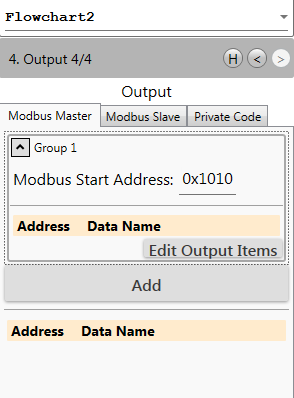 Flowchart2
4. Output 4/4 H < >
Output
Modbus Master Modbus Slave Private Code
Group 1
Modbus Start Address: 0x1010
Address Data Name
Edit Output Items
Add
Address Data Name